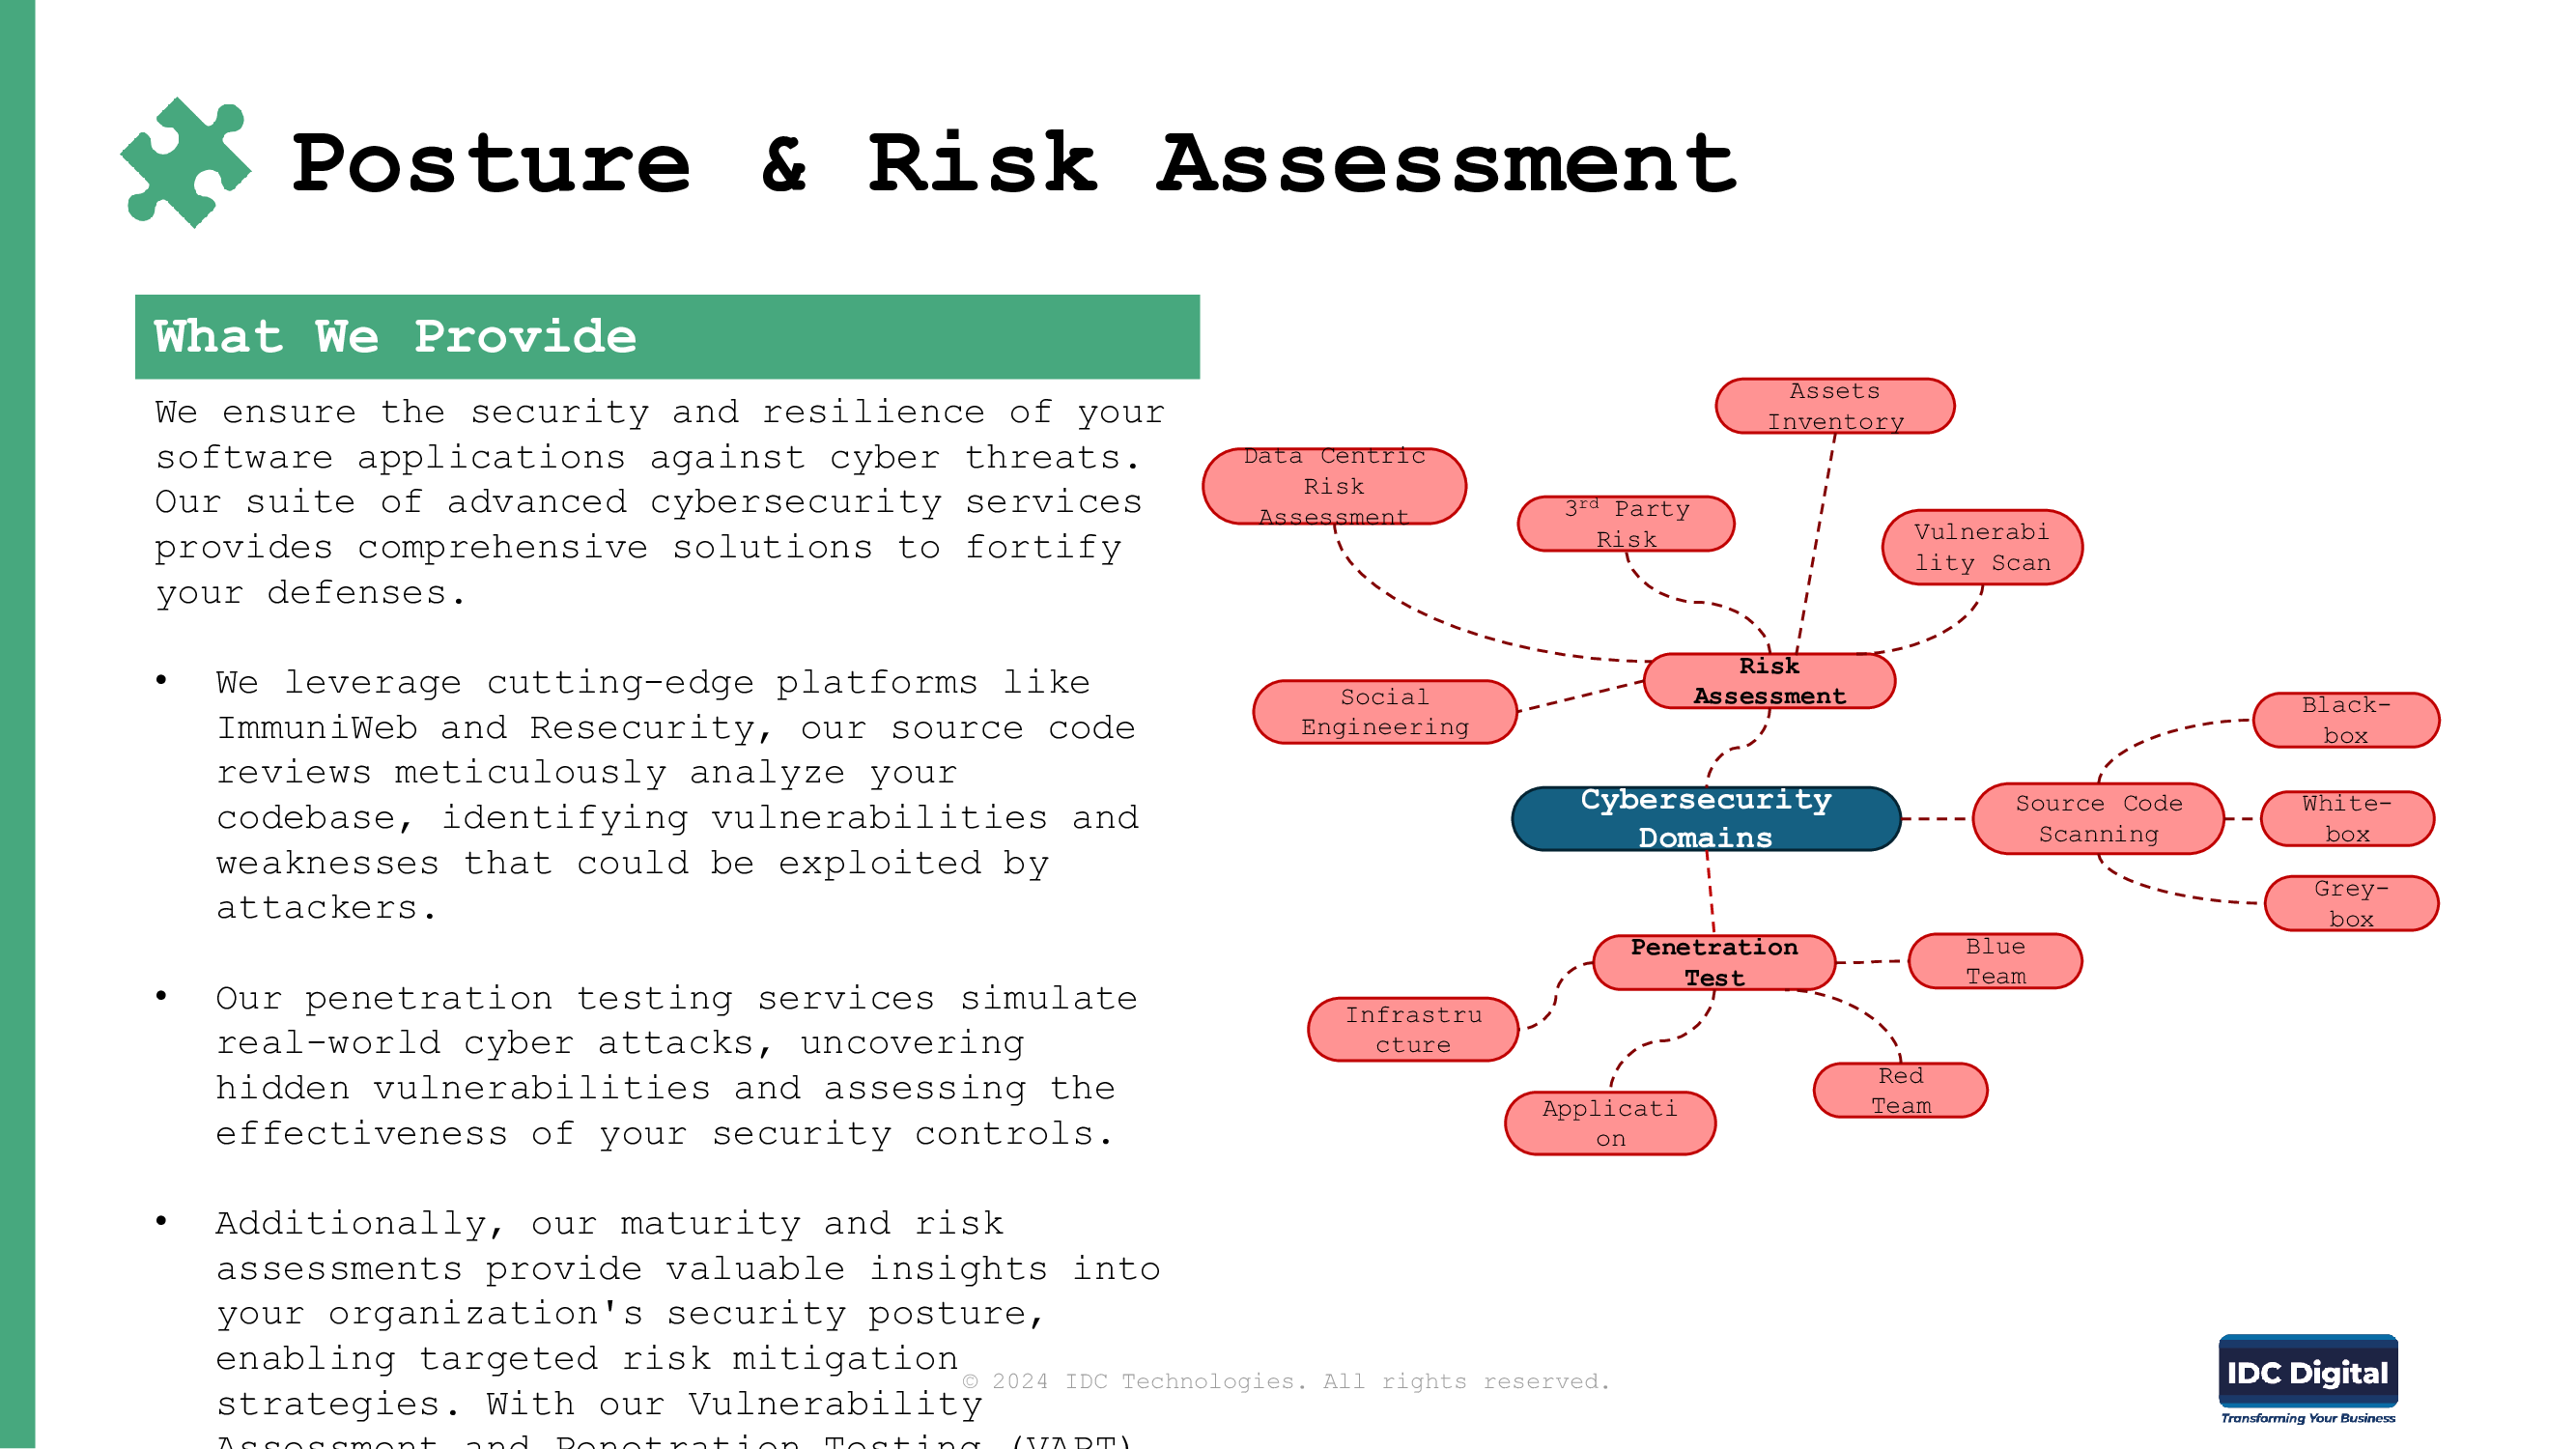 Posture & Risk Assessment
What We Provide
We ensure the security and resilience of your
software applications against cyber threats.
Our suite of advanced cybersecurity services
provides comprehensive solutions to fortify
your defenses.
• We leverage cutting-edge platforms like
ImmuniWeb and Resecurity, our source code
reviews meticulously analyze your
codebase, identifying vulnerabilities and
weaknesses that could be exploited by
attackers.
• Our penetration testing services simulate
real-world cyber attacks, uncovering
hidden vulnerabilities and assessing the
effectiveness of your security controls.
• Additionally, our maturity and risk
assessments provide valuable insights into
your organization's security posture,
enabling targeted risk mitigation
strategies. With our Vulnerability
Assessment and Penetration Testing (VAPT)
Assets
Inventory
Data Centric
Risk
Assessment
3rd Party
Risk
Vulnerabi
lity Scan
Risk
Assessment
Social
Engineering
Black-
box
Cybersecurity
Domains
Source Code
Scanning
White-
box
Grey-
box
Penetration
Test
Blue
Team
Infrastru
cture
Red
Team
Applicati
on
© 2024 IDC Technologies. All rights reserved.
IDC Digital
Transforming Your Business